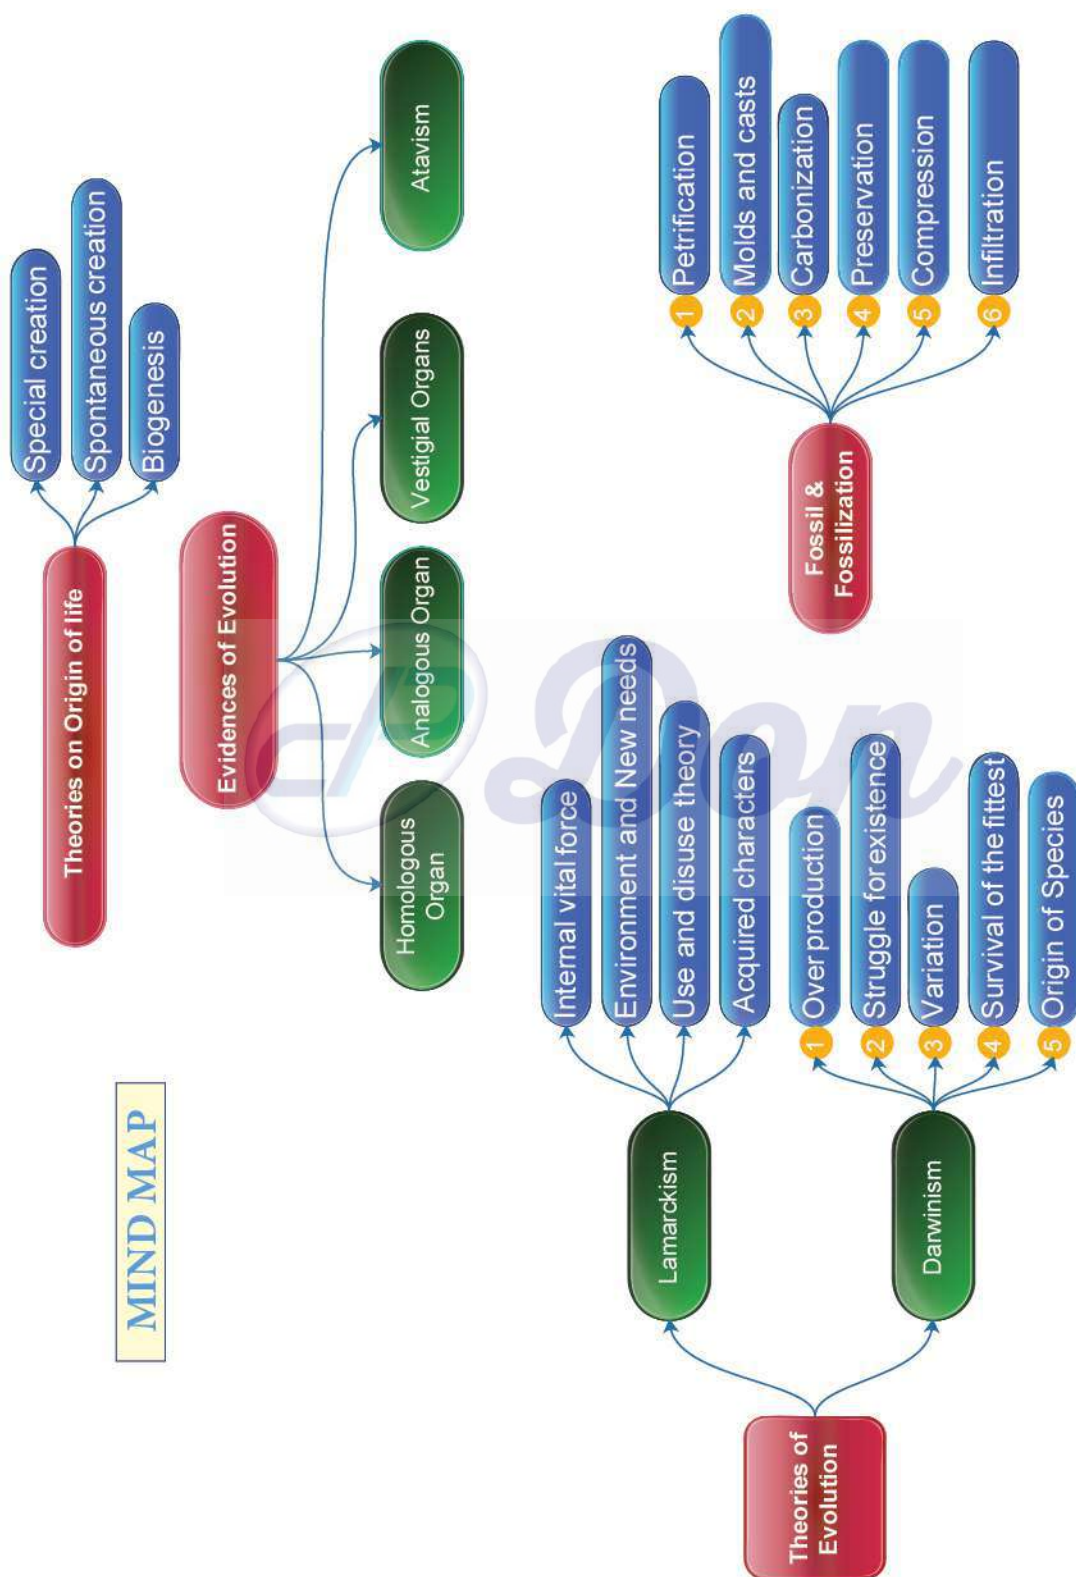 MIND MAP
Theories on Origin of life
Special creation
Spontaneous creation
Biogenesis
Evidences of Evolution
Homologous
Organ
Analogous Organ
Vestigial Organs
Atavism
Theories of
Evolution
Lamarckism
Internal vital force
Environment and New needs
Use and disuse theory
Acquired characters
Darwinism
1 Over production
2 Struggle for existence
3 Variation
4 Survival of the fittest
5 Origin of Species
Fossil &
Fossilization
1 Petrification
2 Molds and casts
3 Carbonization
4 Preservation
5 Compression
6 Infiltration
Don